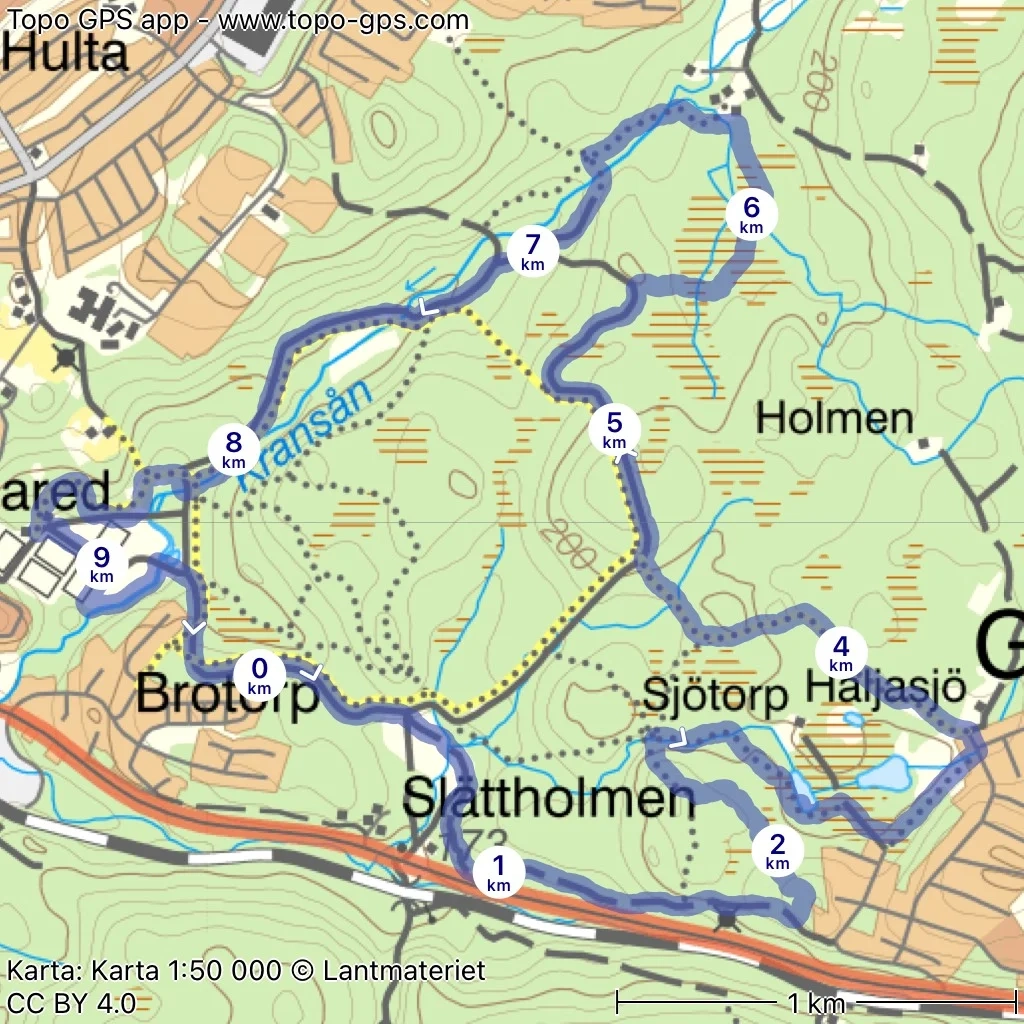 Topo GPS app - www.topo-gps.com
Hulta
200
6
km
7
km
Kransån
5
km
Holmen
8
km
ared
200
9
km
4
km
G
0
km
Brotorp
Sjötorp
Haljasjö
Slättholmen
2
km
1
km
Karta: Karta 1:50 000 © Lantmateriet
CC BY 4.0
1 km